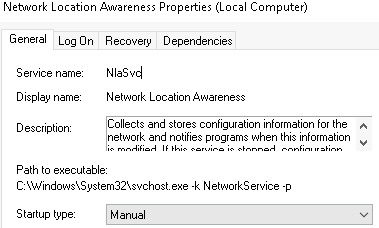 Network Location Awareness Properties (Local Computer)
General Log On Recovery Dependencies
Service name: NlaSvc
Display name: Network Location Awareness
Description: Collects and stores configuration information for the
network and notifies programs when this information
is modified. If this service is stopped, configuration
Path to executable:
C:\Windows\System32\svchost.exe -k NetworkService -p
Startup type: Manual